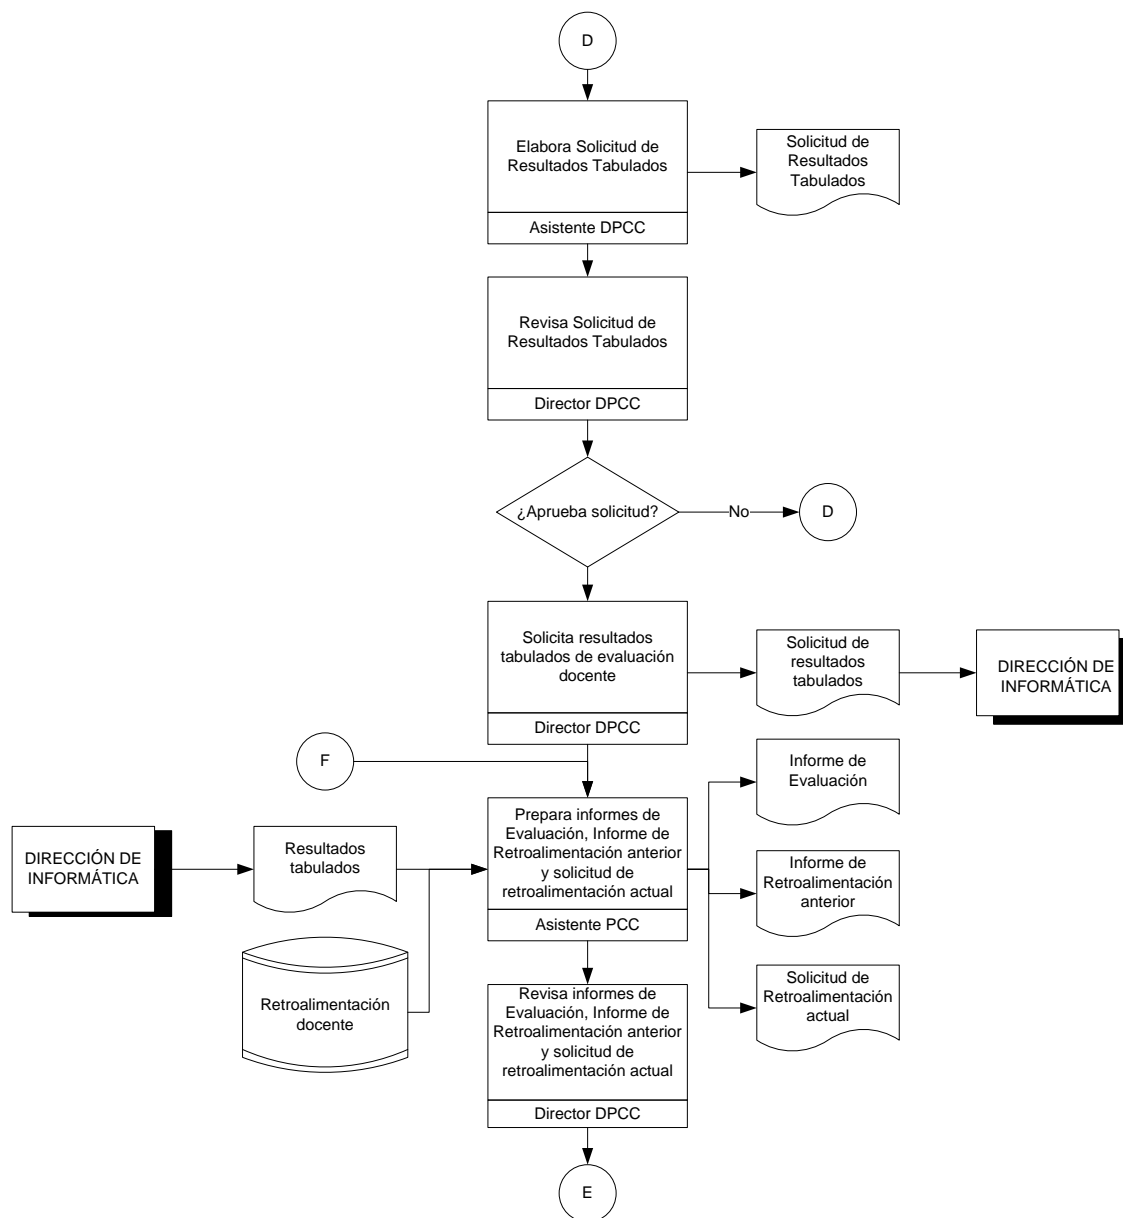 D
Elabora Solicitud de
Resultados Tabulados
Asistente DPCC
Solicitud de
Resultados
Tabulados
Revisa Solicitud de
Resultados Tabulados
Director DPCC
¿Aprueba solicitud?
No
D
Solicita resultados
tabulados de evaluación
docente
Director DPCC
Solicitud de
resultados
tabulados
DIRECCIÓN DE
INFORMÁTICA
F
Informe de
Evaluación
DIRECCIÓN DE
INFORMÁTICA
Resultados
tabulados
Prepara informes de
Evaluación, Informe de
Retroalimentación anterior
y solicitud de
retroalimentación actual
Asistente PCC
Informe de
Retroalimentación
anterior
Retroalimentación
docente
Revisa informes de
Evaluación, Informe de
Retroalimentación anterior
y solicitud de
retroalimentación actual
Director DPCC
Solicitud de
Retroalimentación
actual
E